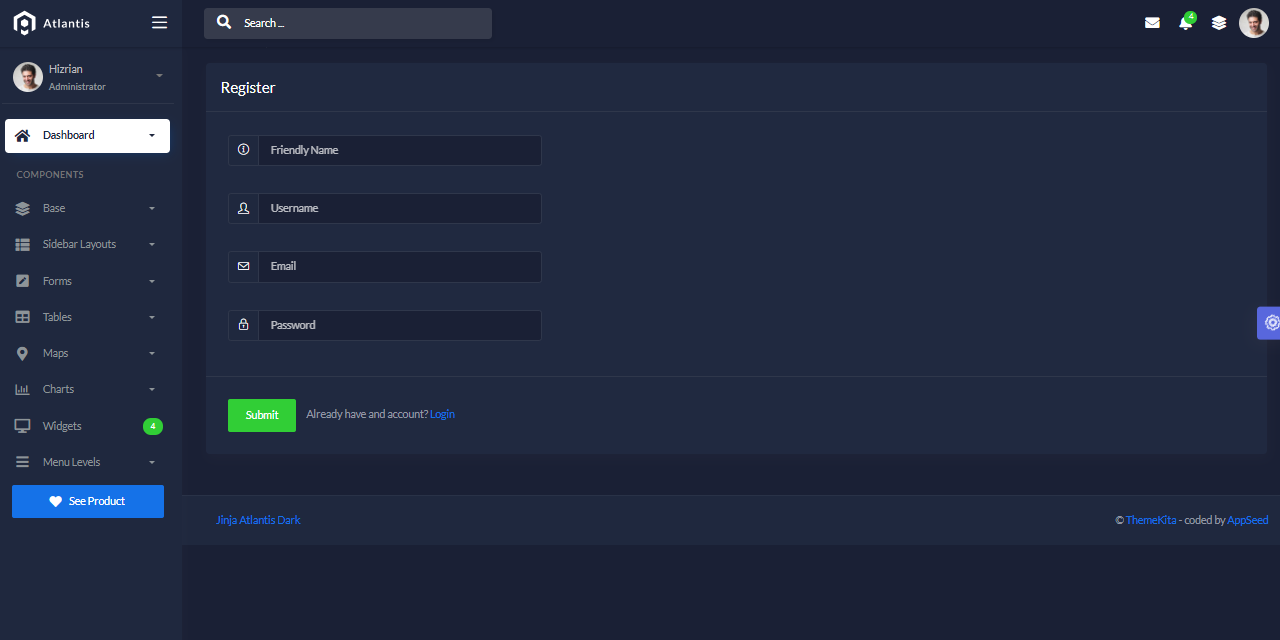 Atlantis
Search ...
4
Hizrian
Administrator
Dashboard
COMPONENTS
Base
Sidebar Layouts
Forms
Tables
Maps
Charts
Widgets 4
Menu Levels
See Product
Register
Friendly Name
Username
Email
Password
Submit Already have and account? Login
Jinja Atlantis Dark
© ThemeKita - coded by AppSeed